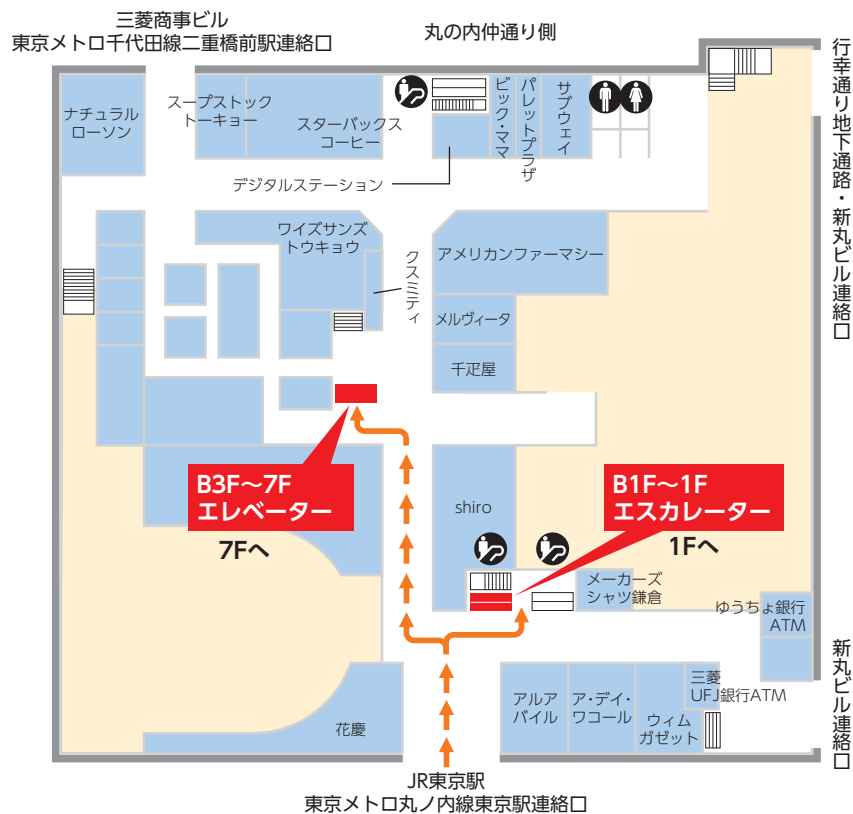 三菱商事ビル
東京メトロ千代田線二重橋前駅連絡口
丸の内仲通り側
行幸通り地下通路・新丸ビル連絡口
ナチュラル
ローソン
スープストック
トーキョー
スターバックス
コーヒー
ビック・ママ
パレットプラザ
サブウェイ
デジタルステーション
ワイズサンズ
トウキョウ
クスミティ
アメリカンファーマシー
メルヴィータ
千疋屋
B3F～7F
エレベーター
7Fへ
shiro
B1F～1F
エスカレーター
1Fへ
メーカーズ
シャツ鎌倉
ゆうちょ銀行
ATM
新丸ビル連絡口
三菱
UFJ銀行ATM
アルア
バイル
ア・デイ・
ワコール
ウィム
ガゼット
花慶
JR東京駅
東京メトロ丸ノ内線東京駅連絡口